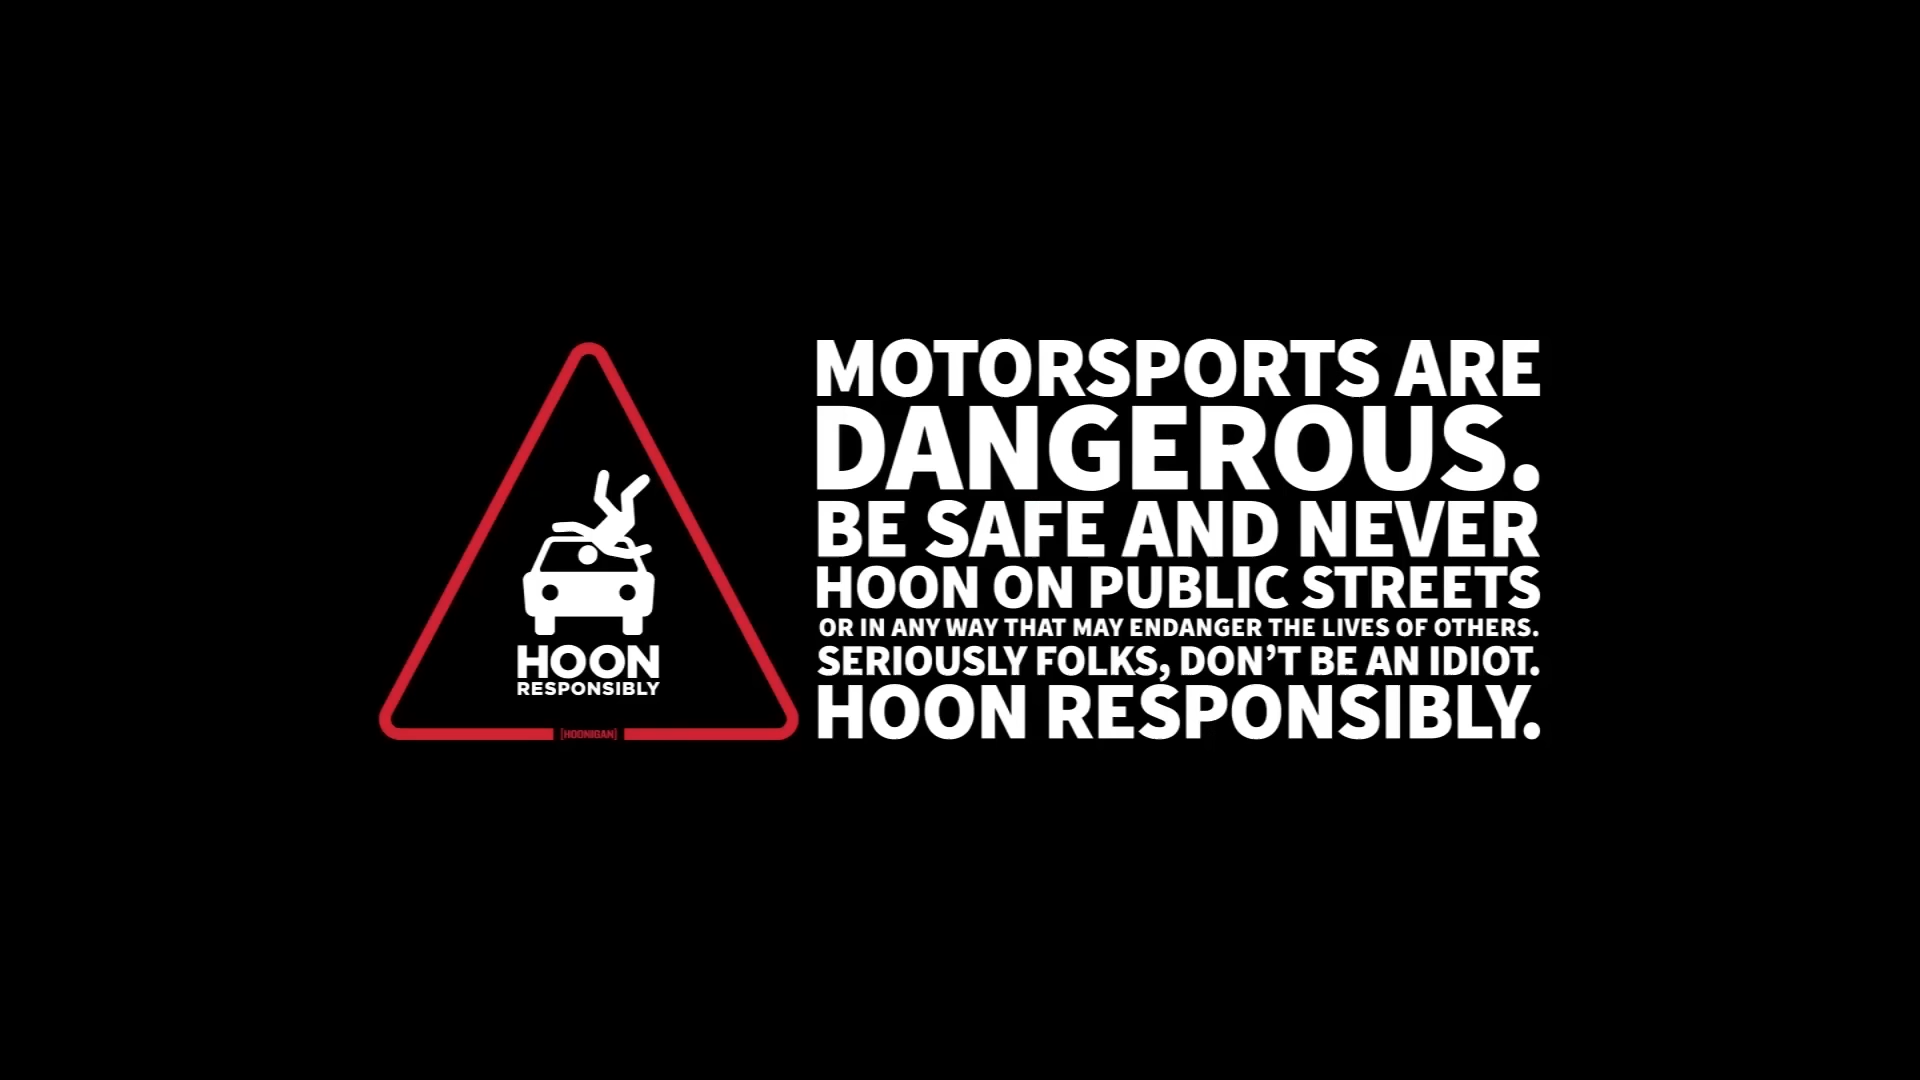 HOON
RESPONSIBLY
[HOONIGAN]
MOTORSPORTS ARE
DANGEROUS.
BE SAFE AND NEVER
HOON ON PUBLIC STREETS
OR IN ANY WAY THAT MAY ENDANGER THE LIVES OF OTHERS.
SERIOUSLY FOLKS, DON’T BE AN IDIOT.
HOON RESPONSIBLY.